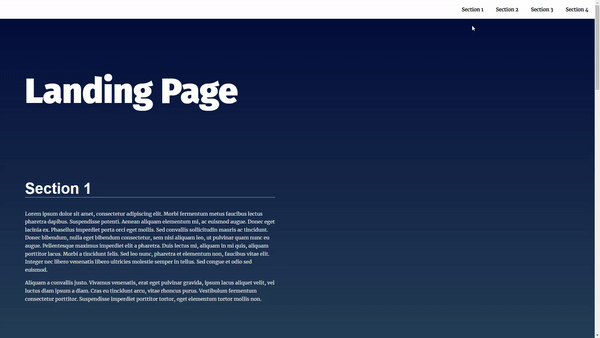 Section 1 Section 2 Section 3 Section 4
Landing Page
Section 1
Lorem ipsum dolor sit amet, consectetur adipiscing elit. Morbi fermentum metus faucibus lectus
pharetra dapibus. Suspendisse potenti. Aenean aliquam elementum mi, ac euismod augue. Donec eget
lacinia ex. Phasellus imperdiet porta orci eget mollis. Sed convallis sollicitudin mauris ac tincidunt.
Donec bibendum, nulla eget bibendum consectetur, sem nisi aliquam leo, ut pulvinar quam nunc eu
augue. Pellentesque maximus imperdiet elit a pharetra. Duis lectus mi, aliquam in mi quis, aliquam
porttitor lacus. Morbi a tincidunt felis. Sed leo nunc, pharetra et elementum non, faucibus vitae elit.
Integer nec libero venenatis libero ultricies molestie semper in tellus. Sed congue et odio sed
euismod.
Aliquam a convallis justo. Vivamus venenatis, erat eget pulvinar gravida, ipsum lacus aliquet velit, vel
luctus diam ipsum a diam. Cras eu tincidunt arcu, vitae rhoncus purus. Vestibulum fermentum
consectetur porttitor. Suspendisse imperdiet porttitor tortor, eget elementum tortor mollis non.